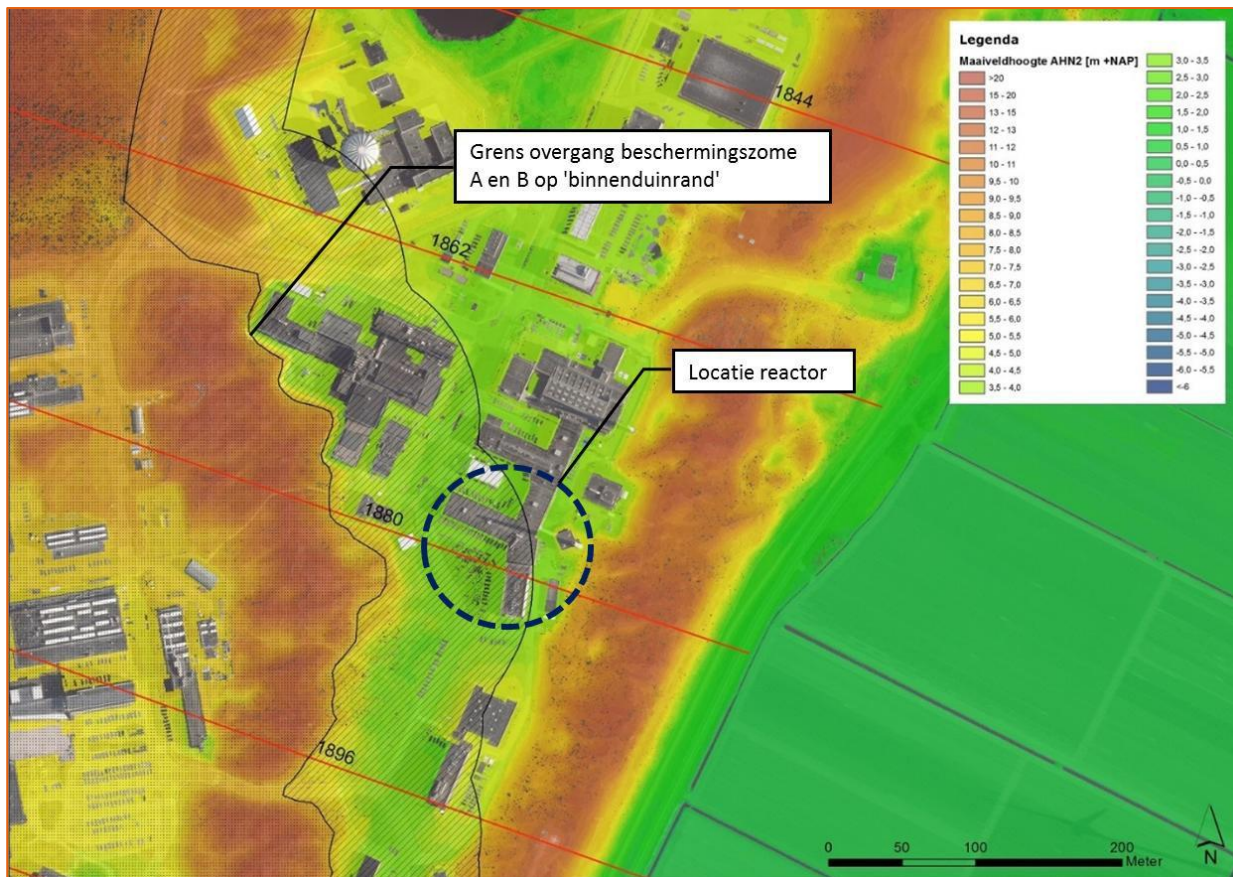 Legenda
Maaiveldhoogte AHN2 [m +NAP]
>20
15 - 20
13 - 15
12 - 13
11 - 12
10 - 11
9,5 - 10
9,0 - 9,5
8,5 - 9,0
8,0 - 8,5
7,5 - 8,0
7,0 - 7,5
6,5 - 7,0
6,0 - 6,5
5,5 - 6,0
5,0 - 5,5
4,5 - 5,0
4,0 - 4,5
3,5 - 4,0
3,0 - 3,5
2,5 - 3,0
2,0 - 2,5
1,5 - 2,0
1,0 - 1,5
0,5 - 1,0
0,0 - 0,5
-0,5 - 0,0
-1,0 - -0,5
-1,5 - -1,0
-2,0 - -1,5
-2,5 - -2,0
-3,0 - -2,5
-3,5 - -3,0
-4,0 - -3,5
-4,5 - -4,0
-5,0 - -4,5
-5,5 - -5,0
-6,0 - -5,5
<-6
1844
Grens overgang beschermingszome
A en B op 'binnenduinrand'
1862
Locatie reactor
1880
1896
0 50 100 200
Meter
N